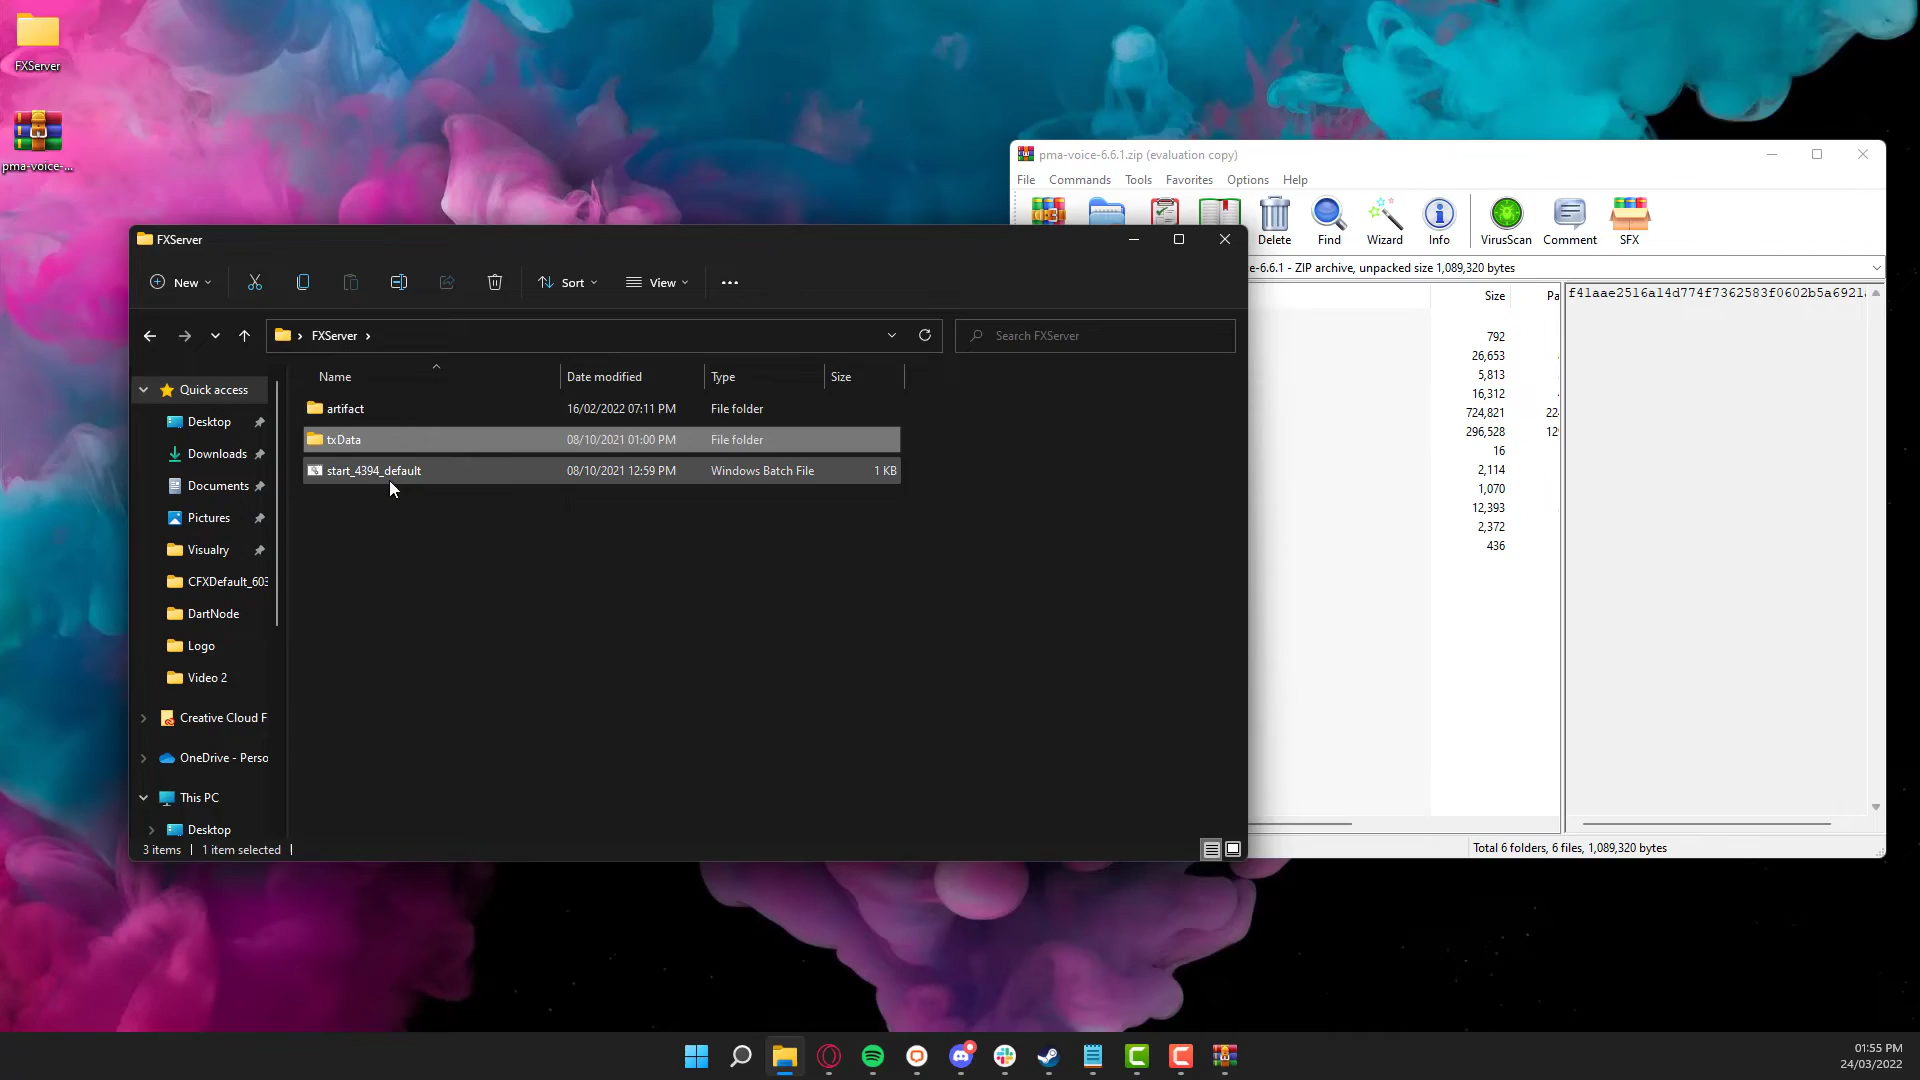 FXServer
pma-voice-...
pma-voice-6.6.1.zip (evaluation copy)
File Commands Tools Favorites Options Help
Delete Find Wizard Info VirusScan Comment SFX
e-6.6.1 - ZIP archive, unpacked size 1,089,320 bytes
Size Pa
792
26,653
5,813
16,312
724,821 22
296,528 12
16
2,114
1,070
12,393
2,372
436
f41aae2516a14d774f7362583f0602b5a6921
Total 6 folders, 6 files, 1,089,320 bytes
FXServer
New Sort View
FXServer
Search FXServer
Name Date modified Type Size
artifact 16/02/2022 07:11 PM File folder
txData 08/10/2021 01:00 PM File folder
start_4394_default 08/10/2021 12:59 PM Windows Batch File 1 KB
Quick access
Desktop
Downloads
Documents
Pictures
Visualry
CFXDefault_603
DartNode
Logo
Video 2
Creative Cloud F
OneDrive - Perso
This PC
Desktop
3 items 1 item selected
01:55 PM
24/03/2022